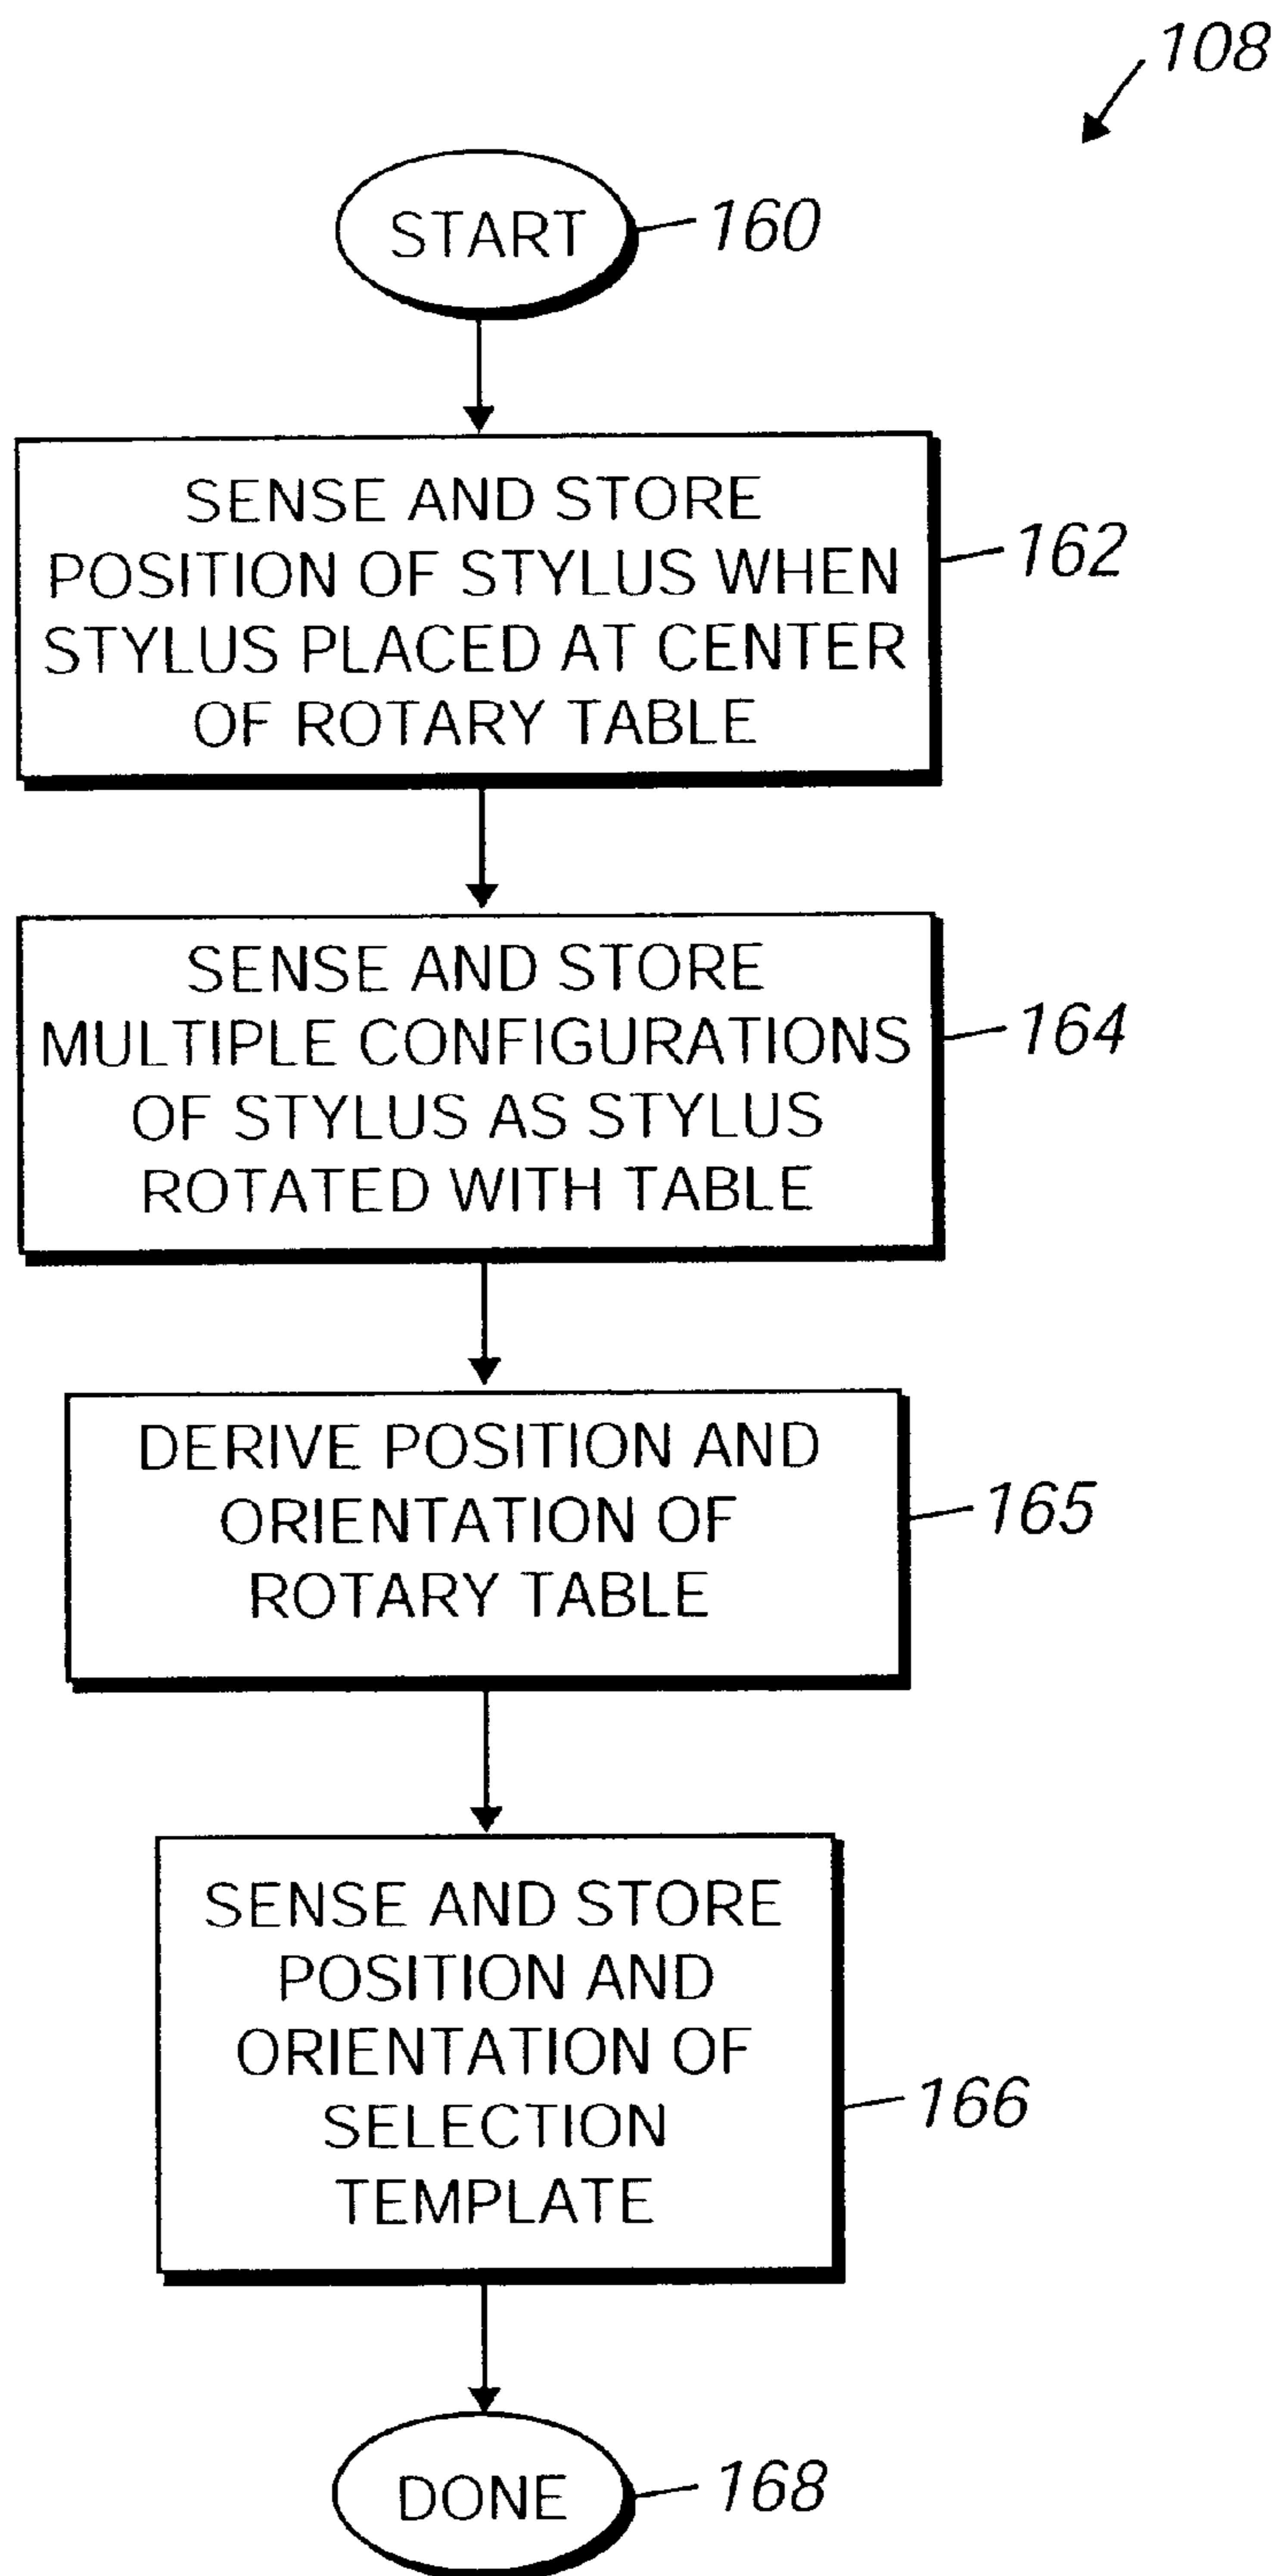 108
START
160
SENSE AND STORE
POSITION OF STYLUS WHEN
STYLUS PLACED AT CENTER
OF ROTARY TABLE
162
SENSE AND STORE
MULTIPLE CONFIGURATIONS
OF STYLUS AS STYLUS
ROTATED WITH TABLE
164
DERIVE POSITION AND
ORIENTATION OF
ROTARY TABLE
165
SENSE AND STORE
POSITION AND
ORIENTATION OF
SELECTION
TEMPLATE
166
DONE
168